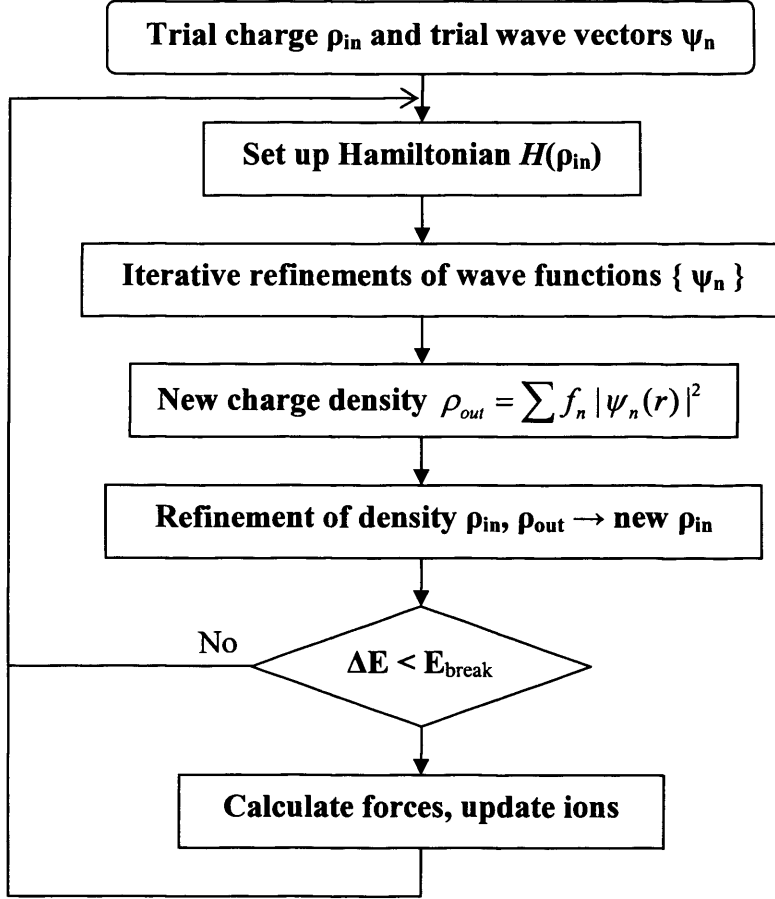 Trial charge ρin and trial wave vectors ψn
Set up Hamiltonian H(ρin)
Iterative refinements of wave functions { ψn }
New charge density ρout = ∑ fn |ψn(r)|²
Refinement of density ρin, ρout → new ρin
No
ΔE < Ebreak
Calculate forces, update ions